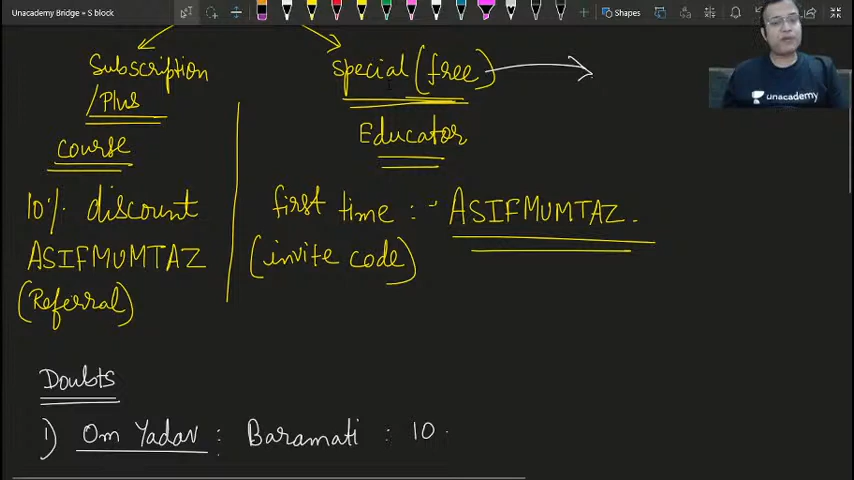 Unacademy Bridge + S block
Shapes
unacademy
Subscription
/Plus
course
10% discount
ASIFMUMTAZ
(Referral)
special (free)
Educator
first time :- ASIFMUMTAZ.
(invite code)
Doubts
1) Om Yadav : Baramati : 10